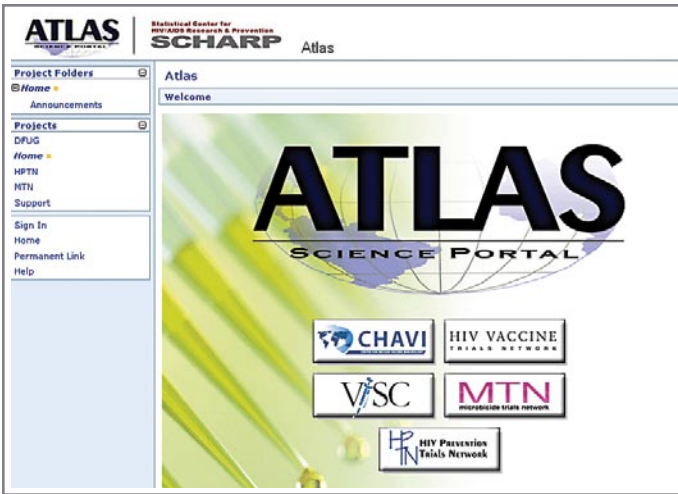 ATLAS
SCIENCE PORTAL
Statistical Center for
HIV/AIDS Research & Prevention
SCHARP
Atlas
Project Folders
Home
Announcements
Projects
DFUG
Home
HPTN
MTN
Support
Sign In
Home
Permanent Link
Help
Atlas
Welcome
ATLAS
SCIENCE PORTAL
CHAVI
HIV VACCINE
TRIALS NETWORK
VISC
MTN
microbicide trials network
HPTN
HIV Prevention
Trials Network